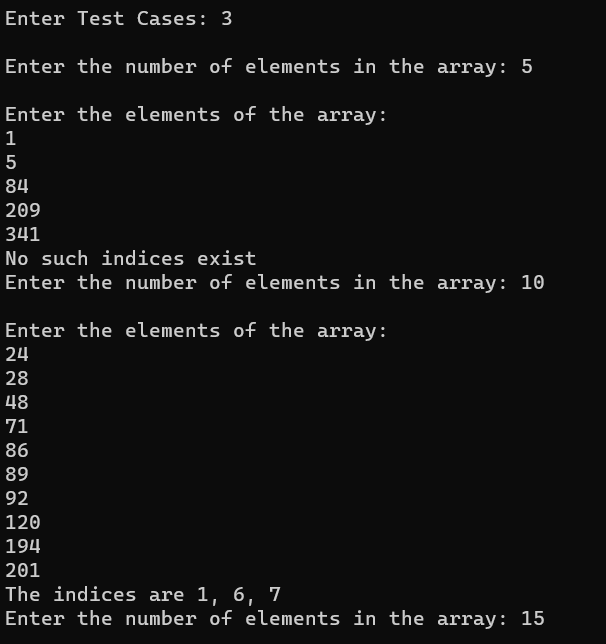 Enter Test Cases: 3
Enter the number of elements in the array: 5
Enter the elements of the array:
1
5
84
209
341
No such indices exist
Enter the number of elements in the array: 10
Enter the elements of the array:
24
28
48
71
86
89
92
120
194
201
The indices are 1, 6, 7
Enter the number of elements in the array: 15